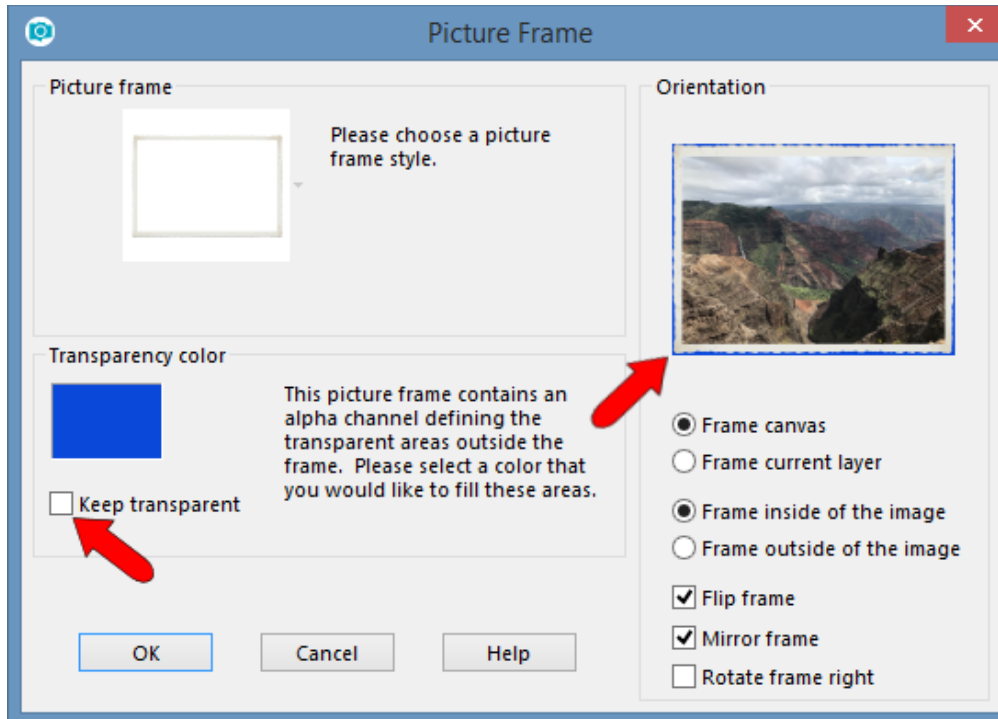 Picture Frame
Picture frame
Please choose a picture
frame style.
Transparency color
This picture frame contains an
alpha channel defining the
transparent areas outside the
frame. Please select a color that
you would like to fill these areas.
Keep transparent
OK
Cancel
Help
Orientation
Frame canvas
Frame current layer
Frame inside of the image
Frame outside of the image
Flip frame
Mirror frame
Rotate frame right